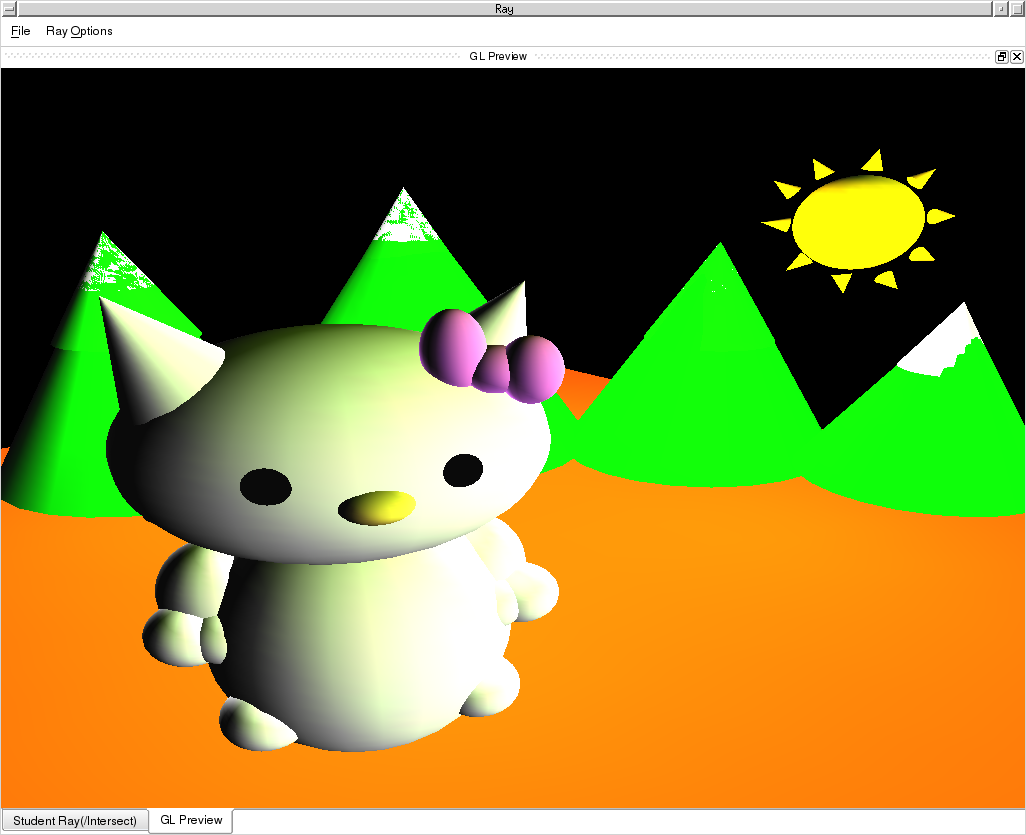 Ray
File Ray Options
GL Preview
Student Ray(/Intersect) GL Preview